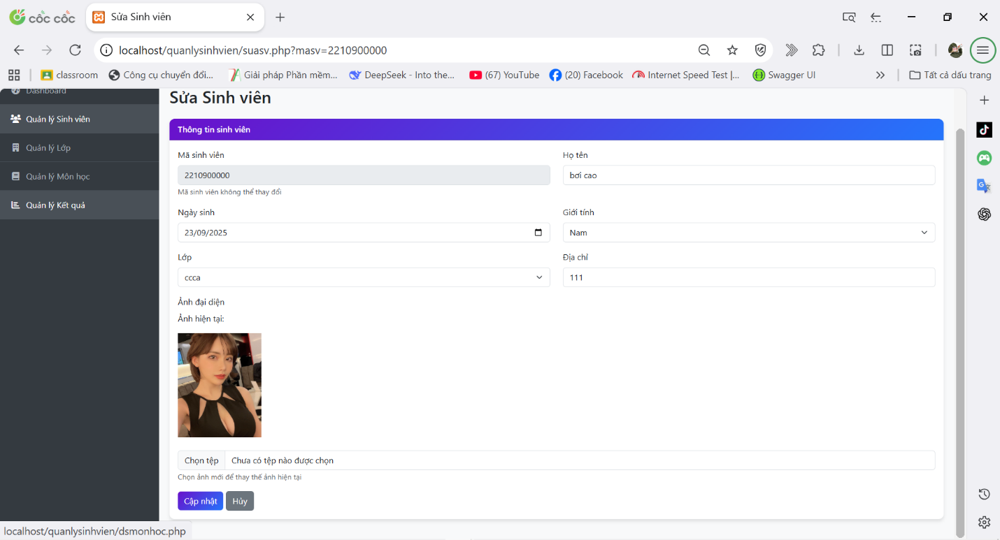 cốc cốc
Sửa Sinh viên
localhost/quanlysinhvien/suasv.php?masv=2210900000
classroom
Công cụ chuyển đổi...
Giải pháp Phần mềm...
DeepSeek - Into the...
(67) YouTube
(20) Facebook
Internet Speed Test |...
Swagger UI
Tất cả dấu trang
Dashboard
Quản lý Sinh viên
Quản lý Lớp
Quản lý Môn học
Quản lý Kết quả
Sửa Sinh viên
Thông tin sinh viên
Mã sinh viên
Họ tên
2210900000
bơi cao
Mã sinh viên không thể thay đổi
Ngày sinh
Giới tính
23/09/2025
Nam
Lớp
Địa chỉ
ccca
111
Ảnh đại diện
Ảnh hiện tại:
Chọn tệp
Chưa có tệp nào được chọn
Chọn ảnh mới để thay thế ảnh hiện tại
Cập nhật
Hủy
localhost/quanlysinhvien/dsmonhoc.php